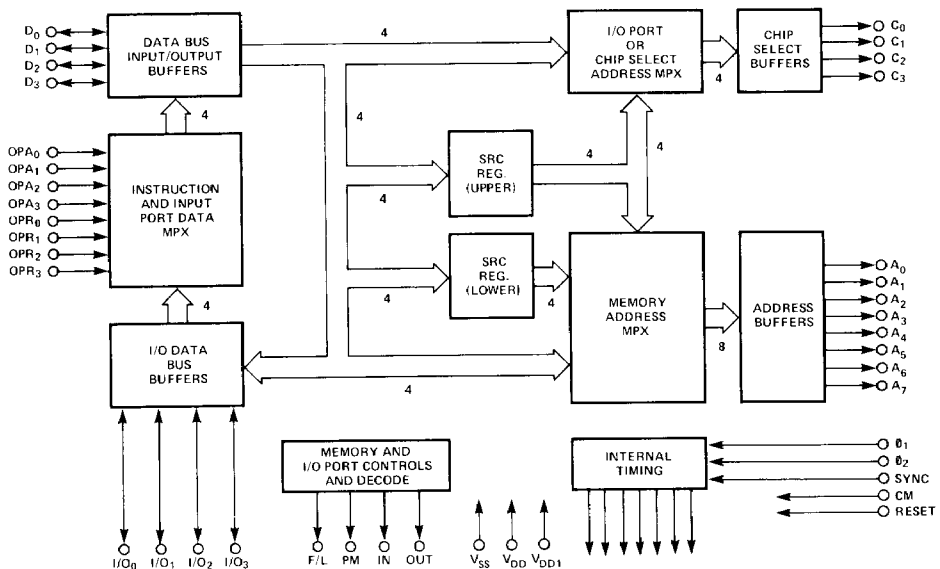 D0
D1
D2
D3
DATA BUS
INPUT/OUTPUT
BUFFERS
4
I/O PORT
OR
CHIP SELECT
ADDRESS MPX
4
CHIP
SELECT
BUFFERS
C0
C1
C2
C3
4
4
OPA0
OPA1
OPA2
OPA3
OPR0
OPR1
OPR2
OPR3
INSTRUCTION
AND INPUT
PORT DATA
MPX
4
SRC
REG.
(UPPER)
4
4
4
SRC
REG.
(LOWER)
4
MEMORY
ADDRESS
MPX
8
ADDRESS
BUFFERS
A0
A1
A2
A3
A4
A5
A6
A7
4
I/O DATA
BUS
BUFFERS
4
I/O0
I/O1
I/O2
I/O3
MEMORY AND
I/O PORT CONTROLS
AND DECODE
F/L
PM
IN
OUT
VSS
VDD
VDD1
INTERNAL
TIMING
Ø1
Ø2
SYNC
CM
RESET